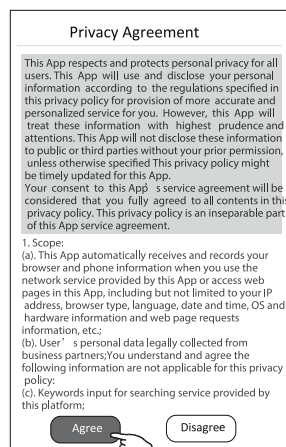 Privacy Agreement
This App respects and protects personal privacy for all
users. This App will use and disclose your personal
information according to the regulations specified in
this privacy policy for provision of more accurate and
personalized service for you. However, this App will
treat these information with highest prudence and
attentions. This App will not disclose these information
to public or third parties without your prior permission,
unless otherwise specified This privacy policy might
be timely updated for this App.
Your consent to this App's service agreement will be
considered that you fully agreed to all contents in this
privacy policy. This privacy policy is an inseparable part
of this App service agreement.
1. Scope:
(a). This App automatically receives and records your
browser and phone information when you use the
network service provided by this App or access web
pages in this App, including but not limited to your IP
address, browser type, language, date and time, OS and
hardware information and web page requests
information, etc.;
(b). User's personal data legally collected from
business partners;You understand and agree the
following information are not applicable for this privacy
policy:
(c). Keywords input for searching service provided by
this platform;
Agree Disagree